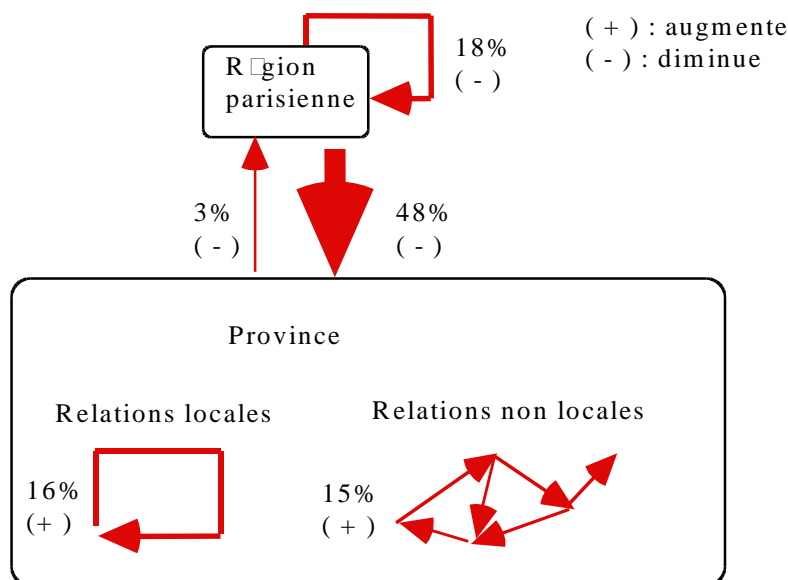 18%
( - )
( + ) : augmente
( - ) : diminue
R□gion
parisienne
3%
( - )
48%
( - )
Province
Relations locales
Relations non locales
16%
(+)
15%
( + )